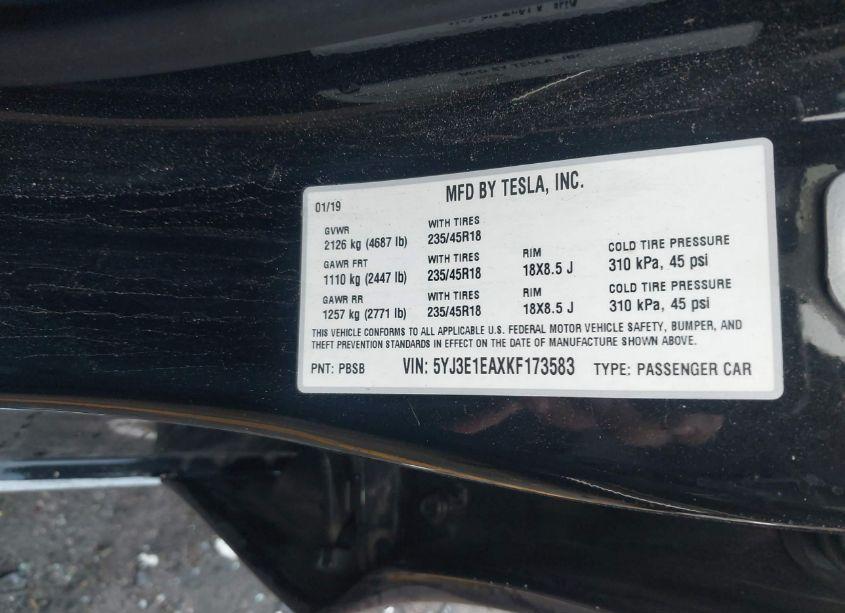 MFD BY TESLA, INC.
01/19
GVWR WITH TIRES
2126 kg (4687 lb) 235/45R18
GAWR FRT WITH TIRES RIM COLD TIRE PRESSURE
1110 kg (2447 lb) 235/45R18 18X8.5 J 310 kPa, 45 psi
GAWR RR WITH TIRES RIM COLD TIRE PRESSURE
1257 kg (2771 lb) 235/45R18 18X8.5 J 310 kPa, 45 psi
THIS VEHICLE CONFORMS TO ALL APPLICABLE U.S. FEDERAL MOTOR VEHICLE SAFETY, BUMPER, AND
THEFT PREVENTION STANDARDS IN EFFECT ON THE DATE OF MANUFACTURE SHOWN ABOVE.
PNT: PBSB VIN: 5YJ3E1EAXKF173583 TYPE: PASSENGER CAR